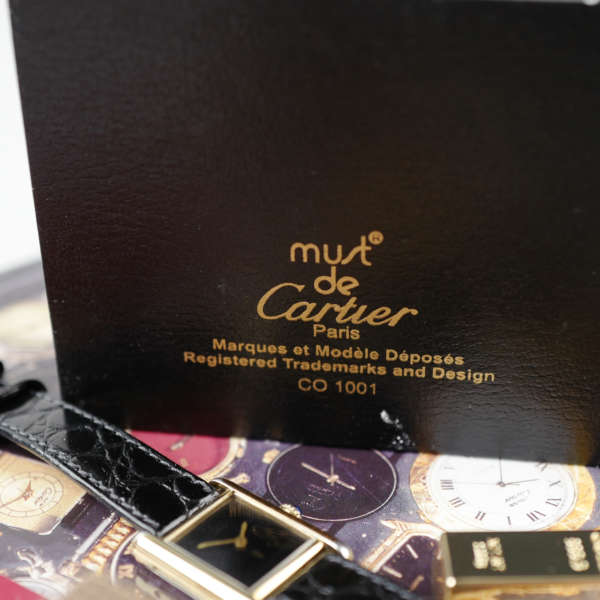 must®
de
Cartier
Paris
Marques et Modèle Déposés
Registered Trademarks and Design
CO 1001